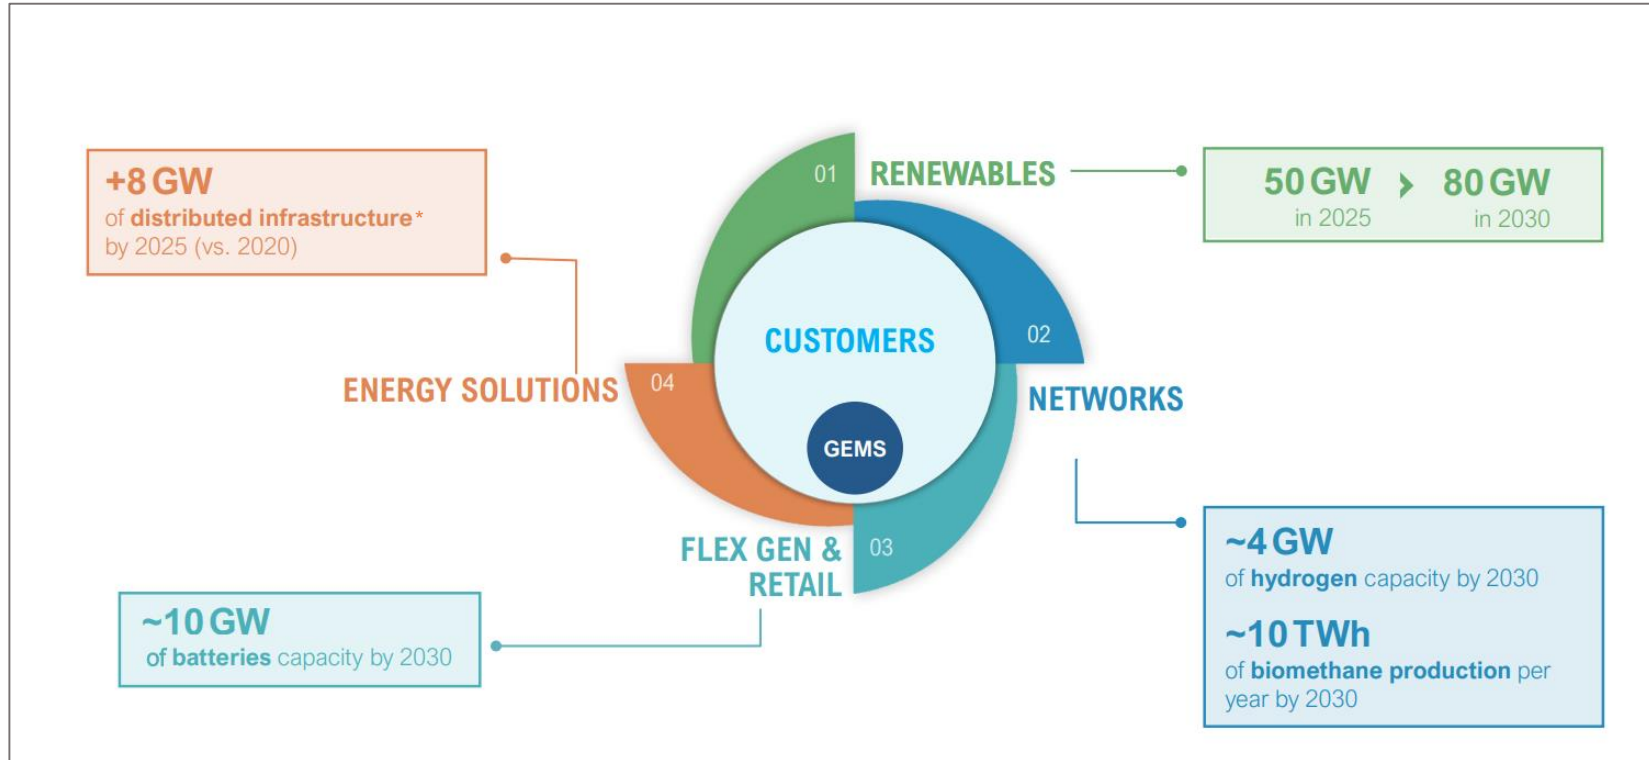 +8 GW
of distributed infrastructure*
by 2025 (vs. 2020)
01
RENEWABLES
50 GW > 80 GW
in 2025 in 2030
02
CUSTOMERS
ENERGY SOLUTIONS
04
NETWORKS
GEMS
FLEX GEN &
RETAIL
03
~4 GW
of hydrogen capacity by 2030
~10 TWh
of biomethane production per
year by 2030
~10 GW
of batteries capacity by 2030